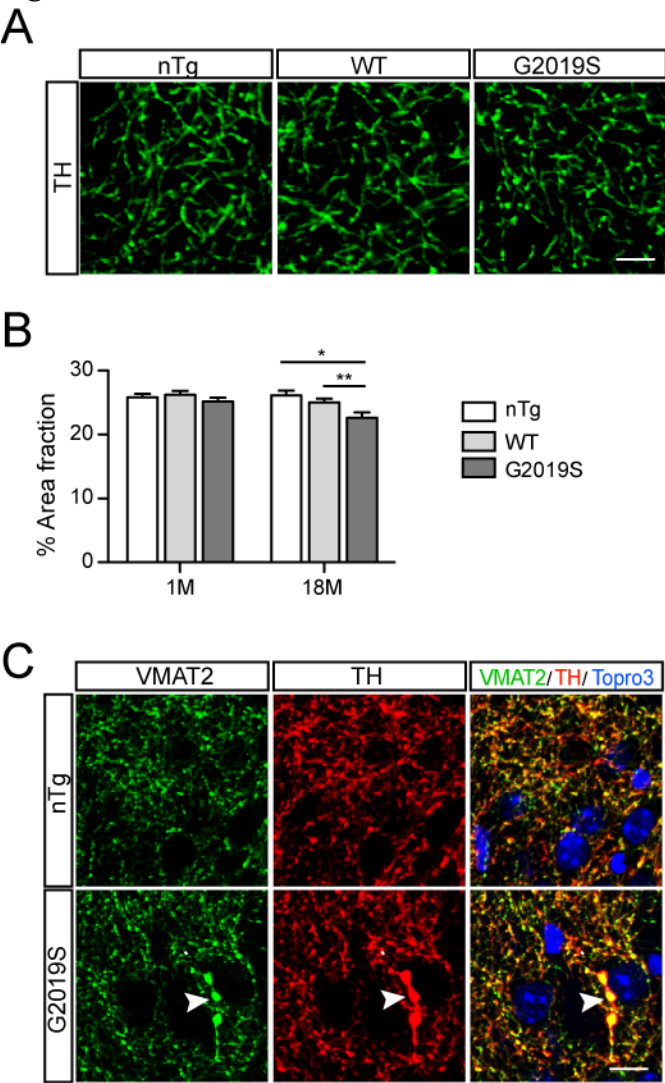 A
nTg WT G2019S
TH
B
* 
**
30
20
10
0
% Area fraction
1M 18M
nTg
WT
G2019S
C
VMAT2 TH VMAT2/TH/Topro3
nTg
G2019S